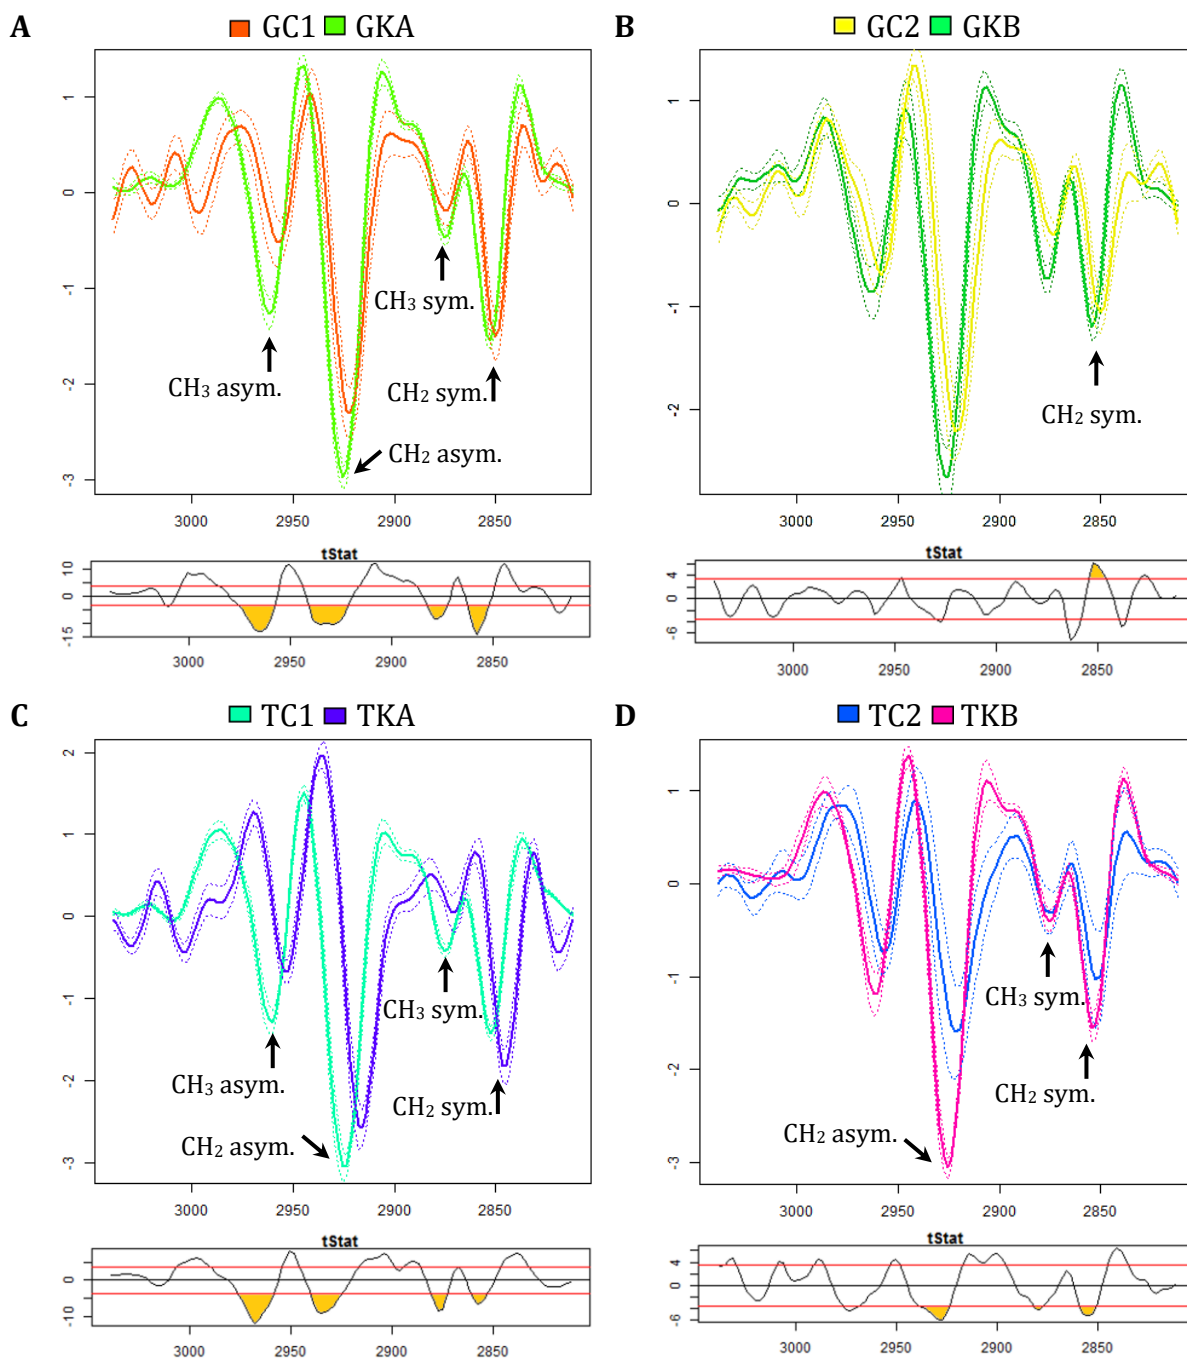 A
GC1 GKA
1
0
-1
-2
-3
CH3 asym.
CH3 sym.
CH2 sym.
CH2 asym.
3000 2950 2900 2850
tStat
10
0
-15
3000 2950 2900 2850
B
GC2 GKB
1
0
-1
-2
CH2 sym.
3000 2950 2900 2850
tStat
4
0
-6
3000 2950 2900 2850
C
TC1 TKA
2
1
0
-1
-2
-3
CH3 sym.
CH3 asym.
CH2 sym.
CH2 asym.
3000 2950 2900 2850
tStat
0
-10
3000 2950 2900 2850
D
TC2 TKB
1
0
-1
-2
-3
CH3 sym.
CH2 sym.
CH2 asym.
3000 2950 2900 2850
tStat
4
0
-6
3000 2950 2900 2850